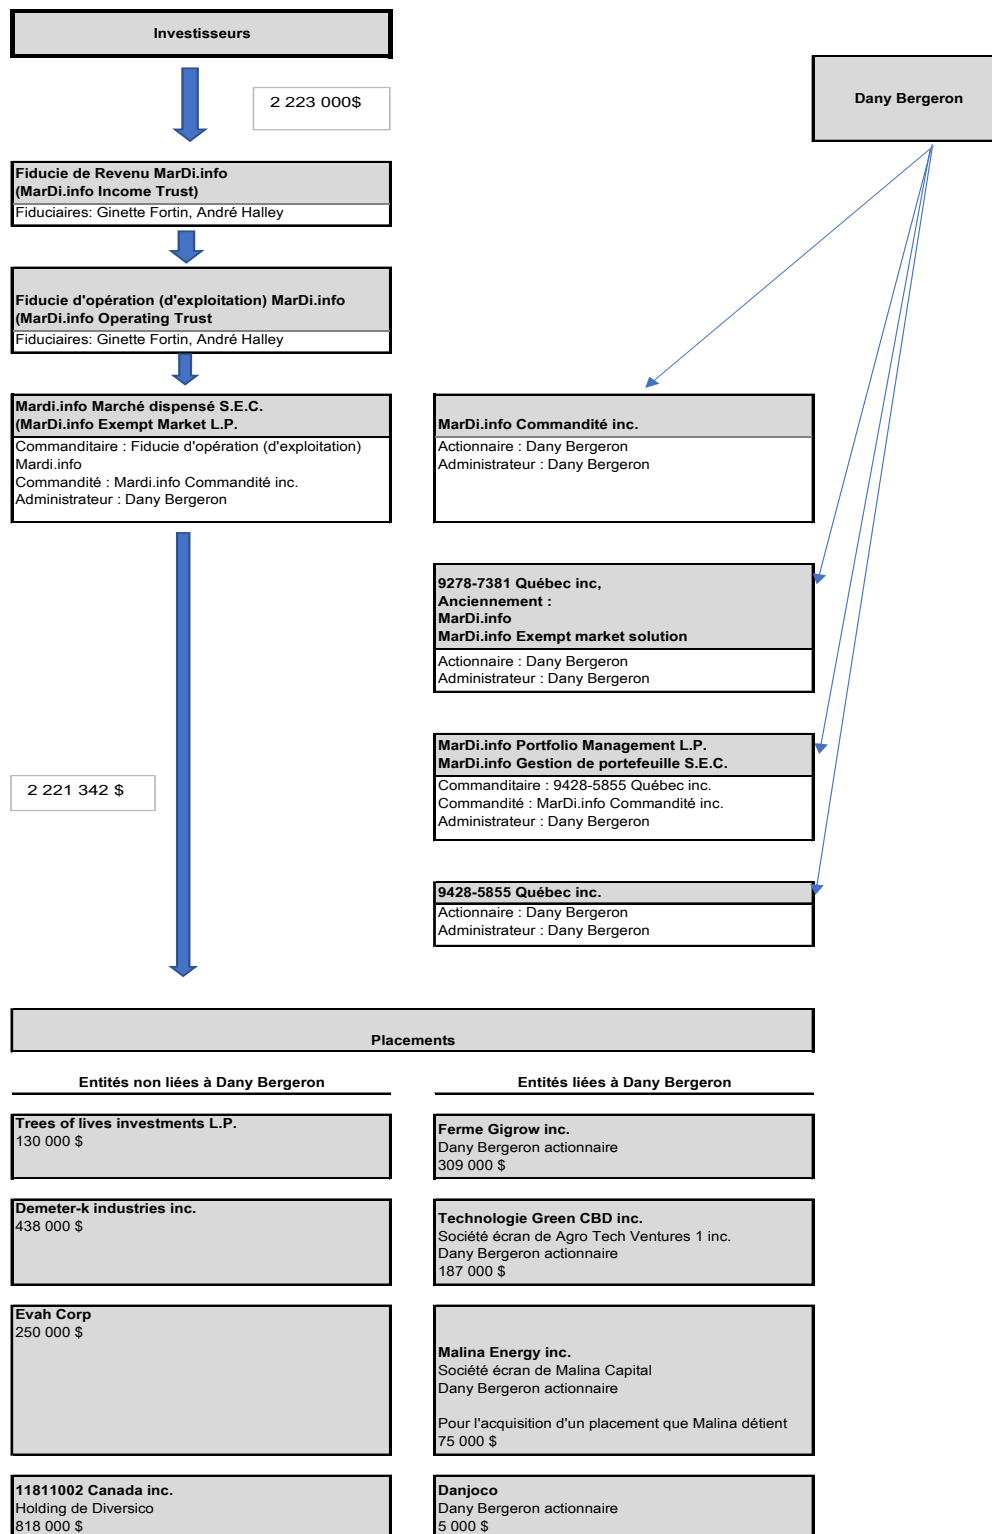 Investisseurs
2 223 000$
Dany Bergeron
Fiducie de Revenu MarDi.info
(MarDi.info Income Trust)
Fiduciaires: Ginette Fortin, André Halley
Fiducie d'opération (d'exploitation) MarDi.info
(MarDi.info Operating Trust
Fiduciaires: Ginette Fortin, André Halley
Mardi.info Marché dispensé S.E.C.
(MarDi.info Exempt Market L.P.
Commanditaire : Fiducie d'opération (d'exploitation)
Mardi.info
Commandité : Mardi.info Commandité inc.
Administrateur : Dany Bergeron
MarDi.info Commandité inc.
Actionnaire : Dany Bergeron
Administrateur : Dany Bergeron
9278-7381 Québec inc,
Anciennement :
MarDi.info
MarDi.info Exempt market solution
Actionnaire : Dany Bergeron
Administrateur : Dany Bergeron
MarDi.info Portfolio Management L.P.
MarDi.info Gestion de portefeuille S.E.C.
Commanditaire : 9428-5855 Québec inc.
Commandité : MarDi.info Commandité inc.
Administrateur : Dany Bergeron
2 221 342 $
9428-5855 Québec inc.
Actionnaire : Dany Bergeron
Administrateur : Dany Bergeron
Placements
Entités non liées à Dany Bergeron
Trees of lives investments L.P.
130 000 $
Demeter-k industries inc.
438 000 $
Evah Corp
250 000 $
11811002 Canada inc.
Holding de Diversico
818 000 $
Entités liées à Dany Bergeron
Ferme Gigrow inc.
Dany Bergeron actionnaire
309 000 $
Technologie Green CBD inc.
Société écran de Agro Tech Ventures 1 inc.
Dany Bergeron actionnaire
187 000 $
Malina Energy inc.
Société écran de Malina Capital
Dany Bergeron actionnaire
Pour l'acquisition d'un placement que Malina détient
75 000 $
Danjoco
Dany Bergeron actionnaire
5 000 $